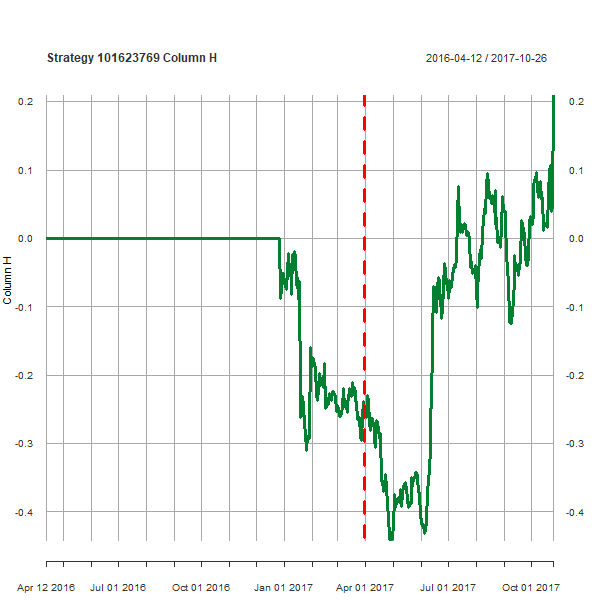 Strategy 101623769 Column H
2016-04-12 / 2017-10-26
0.2 0.2
0.1 0.1
0.0 0.0
-0.1 -0.1
-0.2 -0.2
-0.3 -0.3
-0.4 -0.4
Column H
Apr 12 2016 Jul 01 2016 Oct 01 2016 Jan 01 2017 Apr 01 2017 Jul 01 2017 Oct 01 2017